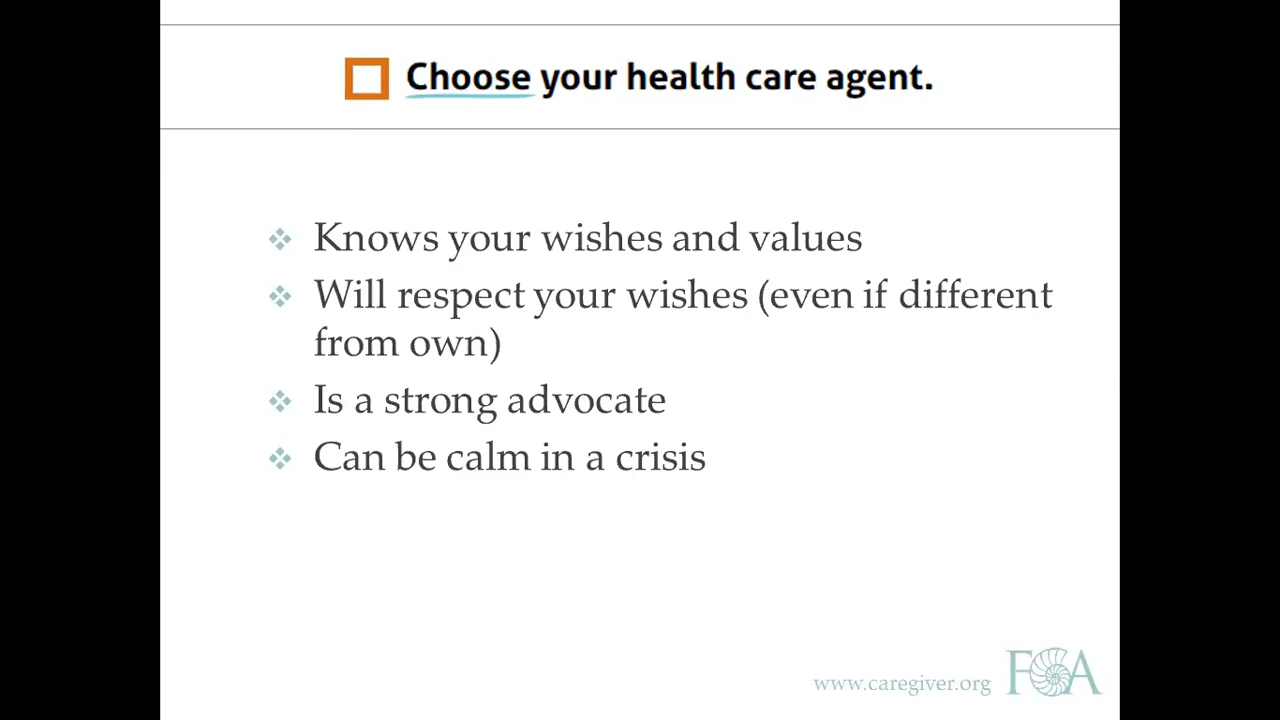 Choose your health care agent.
Knows your wishes and values
Will respect your wishes (even if different
from own)
Is a strong advocate
Can be calm in a crisis
www.caregiver.org FCA